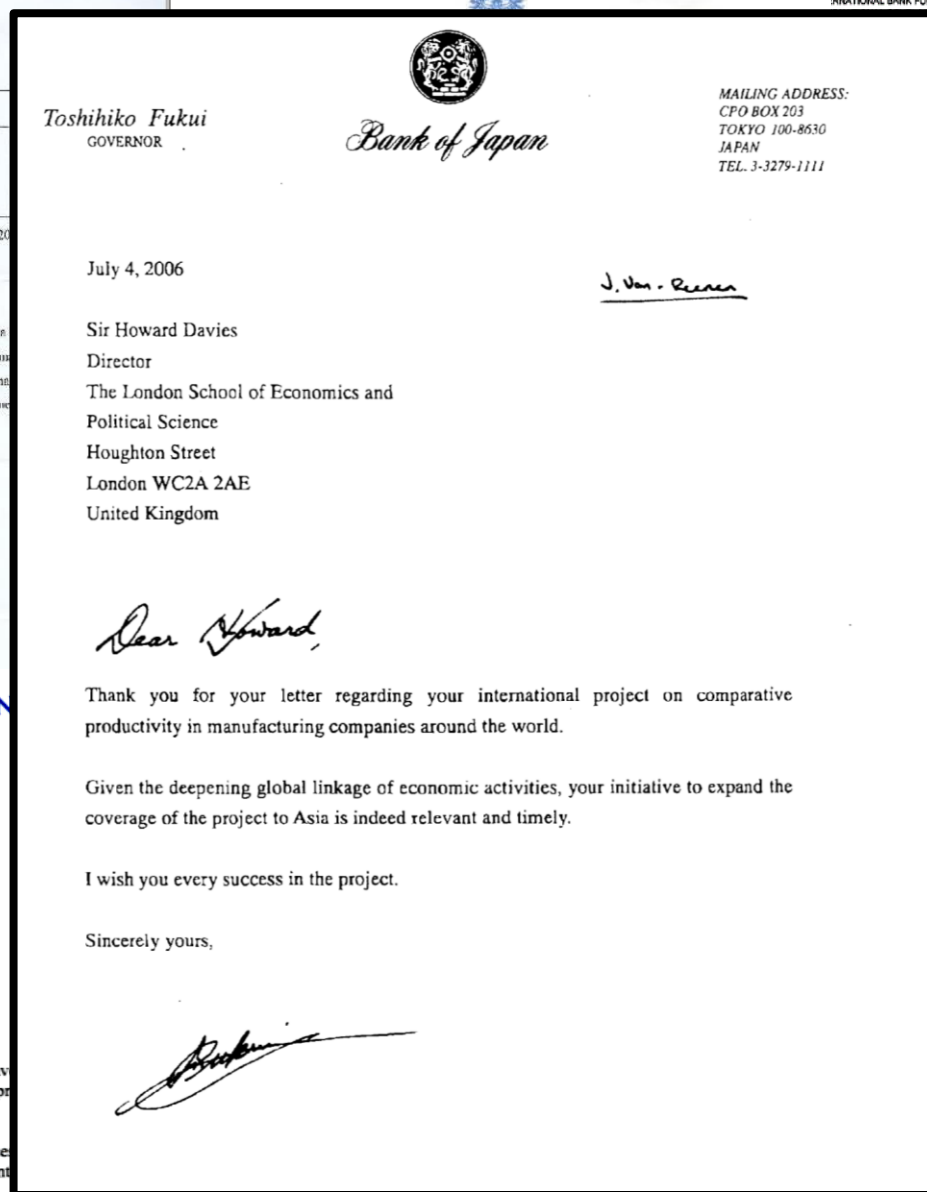 Toshihiko Fukui
GOVERNOR
Bank of Japan
MAILING ADDRESS:
CPO BOX 203
TOKYO 100-8630
JAPAN
TEL. 3-3279-1111
July 4, 2006
J. Van-Reenen
Sir Howard Davies
Director
The London School of Economics and
Political Science
Houghton Street
London WC2A 2AE
United Kingdom
Dear Howard,
Thank you for your letter regarding your international project on comparative
productivity in manufacturing companies around the world.
Given the deepening global linkage of economic activities, your initiative to expand the
coverage of the project to Asia is indeed relevant and timely.
I wish you every success in the project.
Sincerely yours,